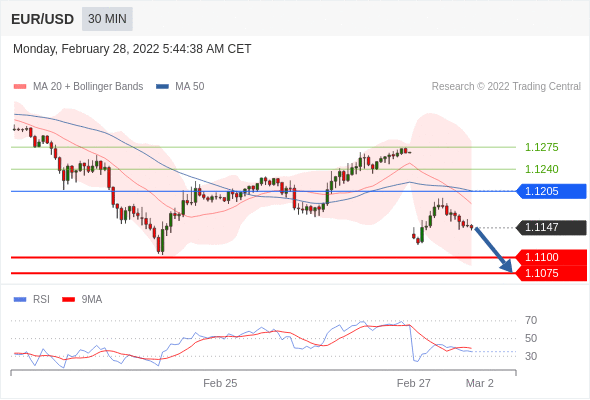 EUR/USD 30 MIN
Monday, February 28, 2022 5:44:38 AM CET
MA 20 + Bollinger Bands MA 50 Research © 2022 Trading Central
1.1275
1.1240
1.1205
1.1147
1.1100
1.1075
RSI 9MA
70
50
30
Feb 25 Feb 27 Mar 2